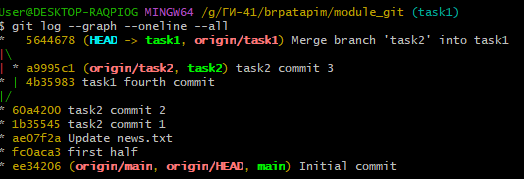 User@DESKTOP-RAQPIOG MINGW64 /g/ГИ-41/brpatapim/module_git (task1)
$ git log --graph --oneline --all
*   5644678 (HEAD -> task1, origin/task1) Merge branch 'task2' into task1
|\
| * a9995c1 (origin/task2, task2) task2 commit 3
* | 4b35983 task1 fourth commit
|/
* 60a4200 task2 commit 2
* 1b35545 task2 commit 1
* ae07f2a Update news.txt
* fc0aca3 first half
* ee34206 (origin/main, origin/HEAD, main) Initial commit